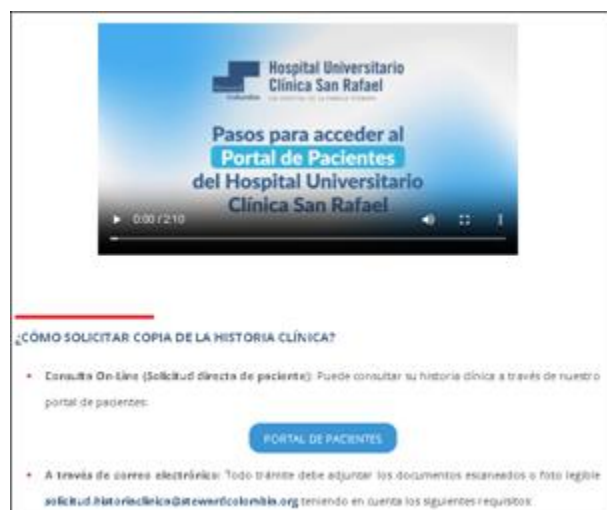 Hospital Universitario
Clínica San Rafael
Pasos para acceder al
Portal de Pacientes
del Hospital Universitario
Clínica San Rafael
0:00 / 2:10
¿CÓMO SOLICITAR COPIA DE LA HISTORIA CLÍNICA?
• Consulta On-Line (Solicitud directa de paciente): Puede consultar su historia clínica a través de nuestro
portal de pacientes:
PORTAL DE PACIENTES
• A través de correo electrónico: Todo trámite debe adjuntar los documentos escaneados o foto legible
solicitud.historiaclinica@stewardcolombia.org teniendo en cuenta los siguientes requisitos: